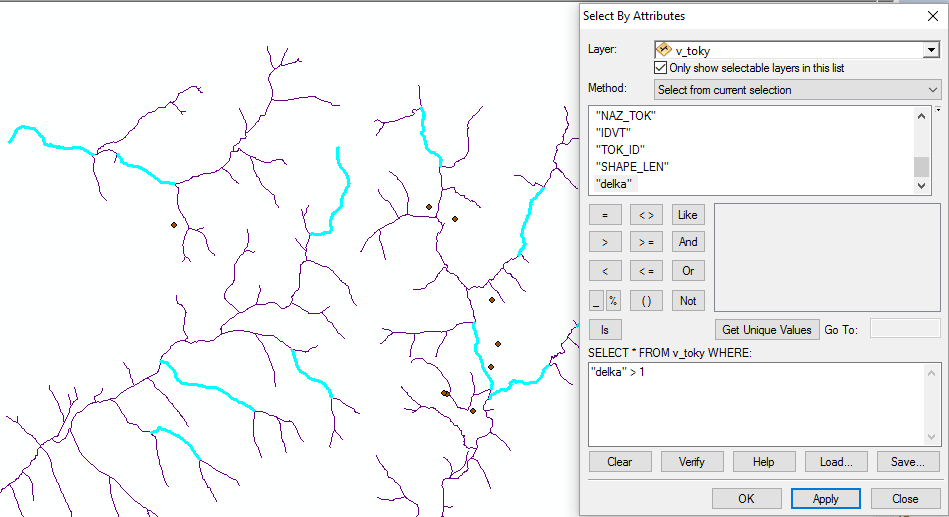 Select By Attributes
Layer: v_toky
Only show selectable layers in this list
Method: Select from current selection
"NAZ_TOK"
"IDVT"
"TOK_ID"
"SHAPE_LEN"
"delka"
= < > Like
> > = And
< < = Or
_ % ( ) Not
Is Get Unique Values Go To:
SELECT * FROM v_toky WHERE:
"delka" > 1
Clear Verify Help Load... Save...
OK Apply Close